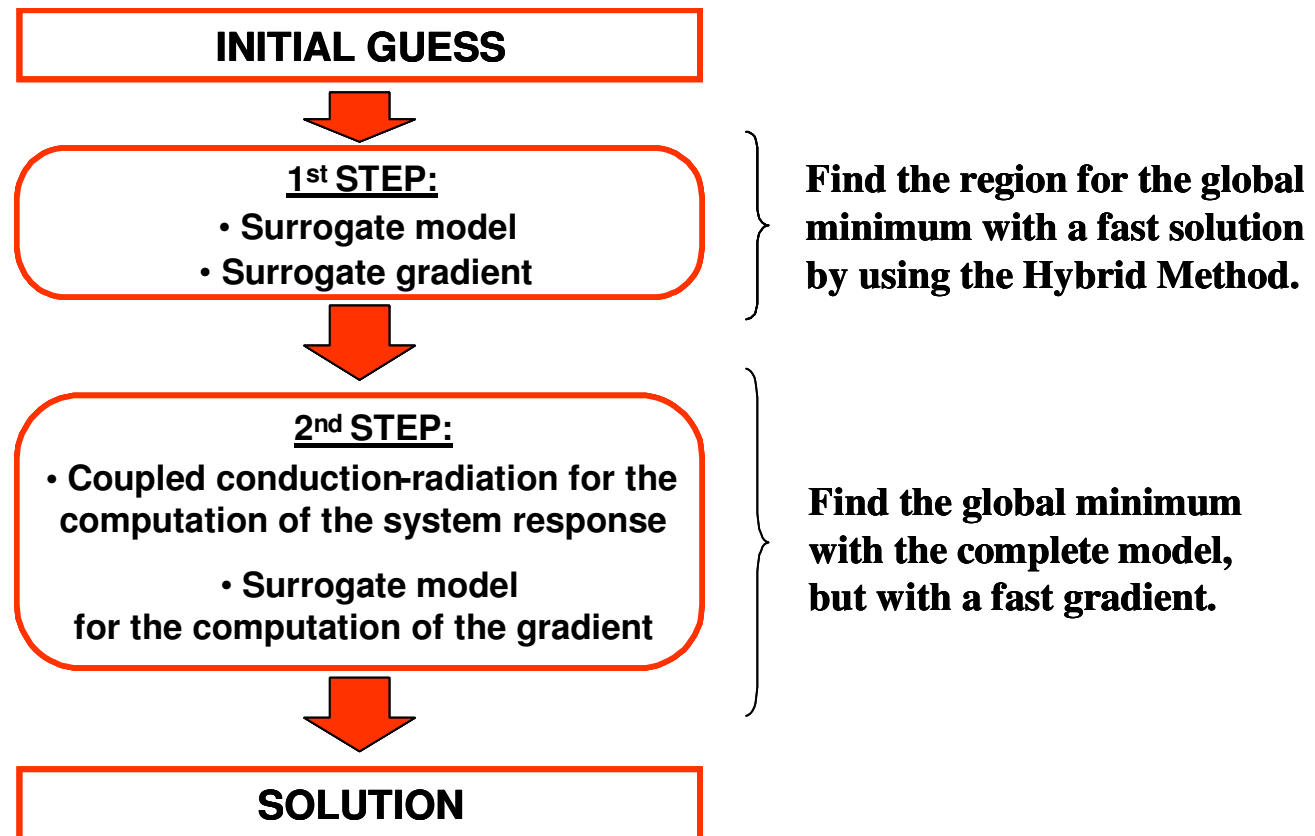 INITIAL GUESS
1st STEP:
• Surrogate model
• Surrogate gradient
Find the region for the global
minimum with a fast solution
by using the Hybrid Method.
2nd STEP:
• Coupled conduction-radiation for the
computation of the system response
• Surrogate model
for the computation of the gradient
Find the global minimum
with the complete model,
but with a fast gradient.
SOLUTION